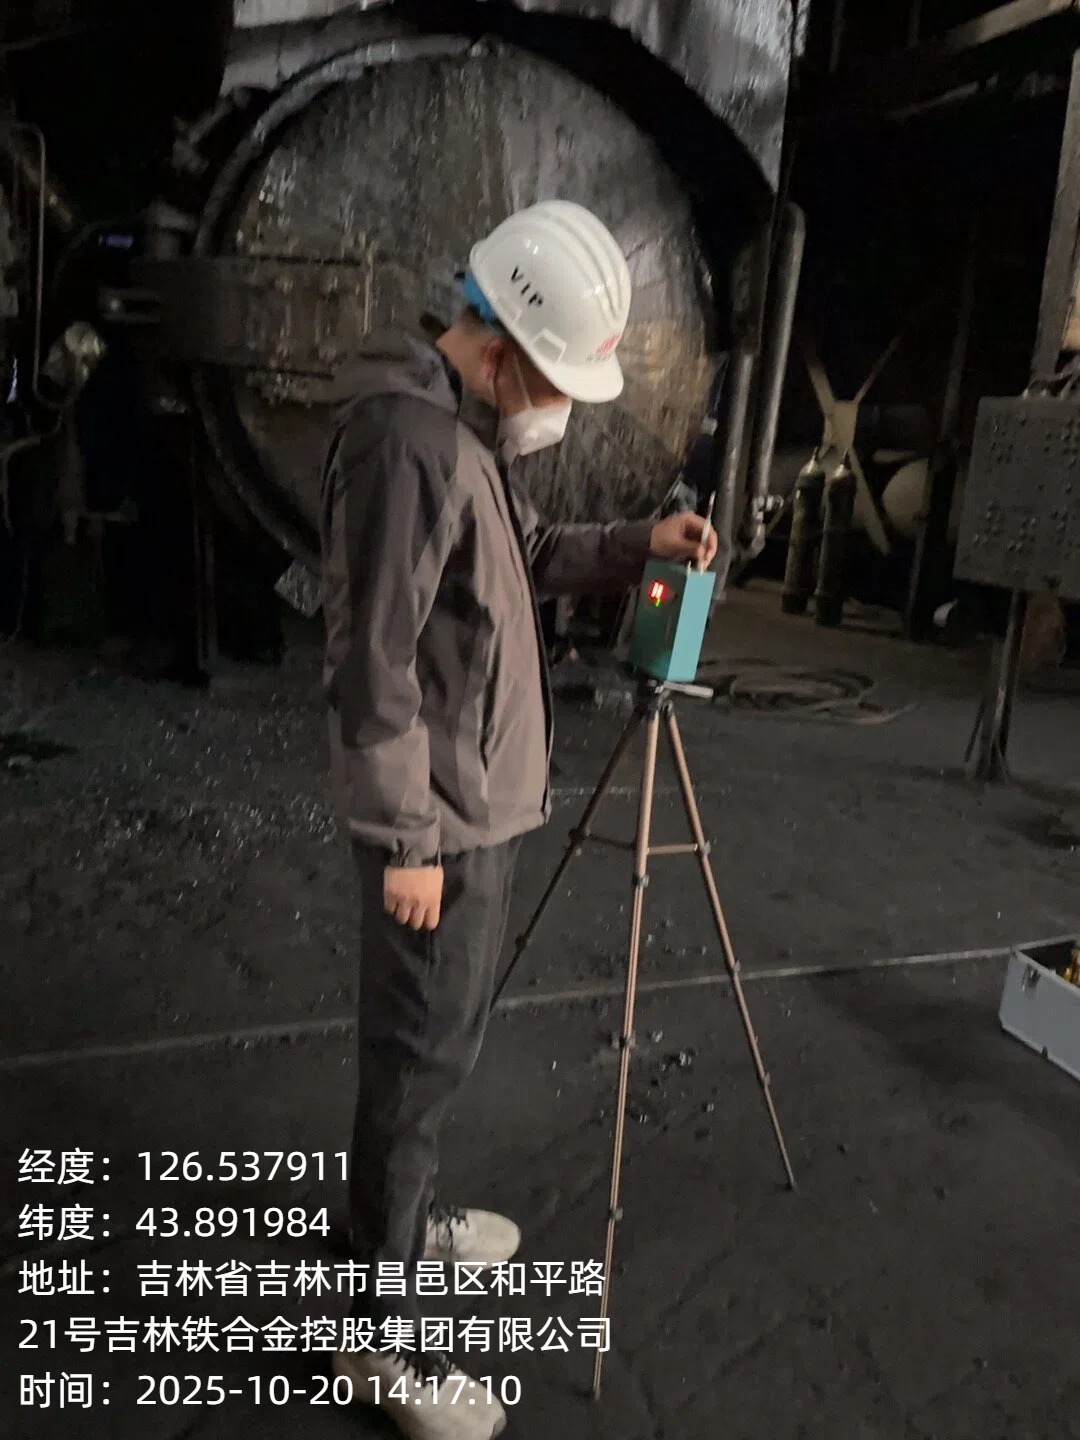 VIP
经度：126.537911
纬度：43.891984
地址：吉林省吉林市昌邑区和平路
21号吉林铁合金控股集团有限公司
时间：2025-10-20 14:17:10